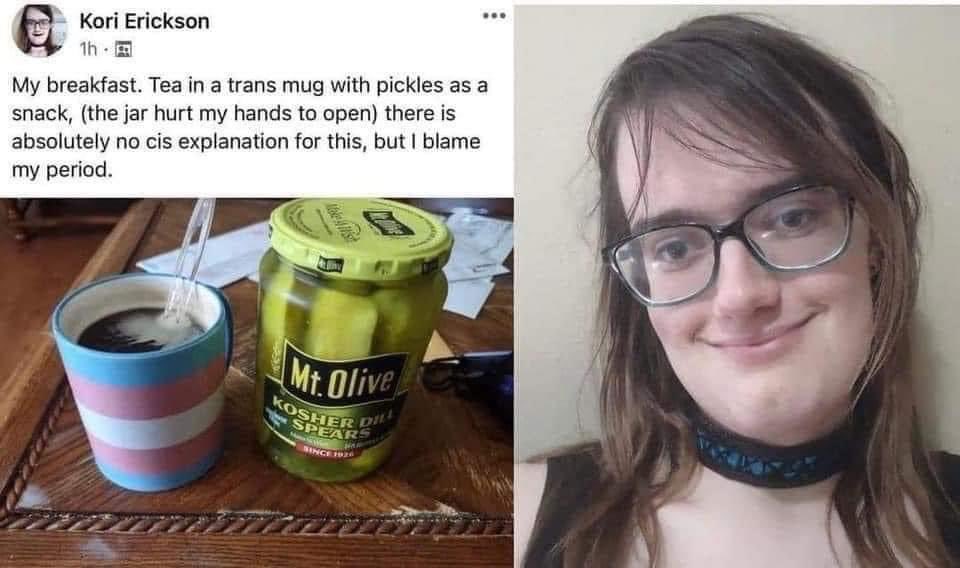 Kori Erickson
1h ·
My breakfast. Tea in a trans mug with pickles as a
snack, (the jar hurt my hands to open) there is
absolutely no cis explanation for this, but I blame
my period.
Mt. Olive
Mt. Olive
KOSHER DILL
SPEARS
SINCE 1926